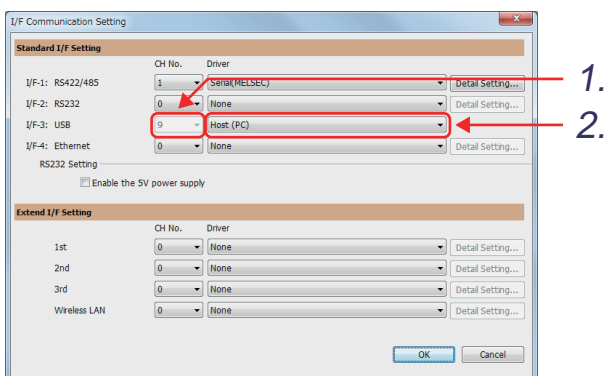 I/F Communication Setting
Standard I/F Setting
CH No. Driver
I/F-1: RS422/485 1 Serial(MELSEC) Detail Setting... 1.
I/F-2: RS232 0 None Detail Setting...
I/F-3: USB 9 Host (PC) 2.
I/F-4: Ethernet 0 None Detail Setting...
RS232 Setting
Enable the 5V power supply
Extend I/F Setting
CH No. Driver
1st 0 None Detail Setting...
2nd 0 None Detail Setting...
3rd 0 None Detail Setting...
Wireless LAN 0 None Detail Setting...
OK Cancel